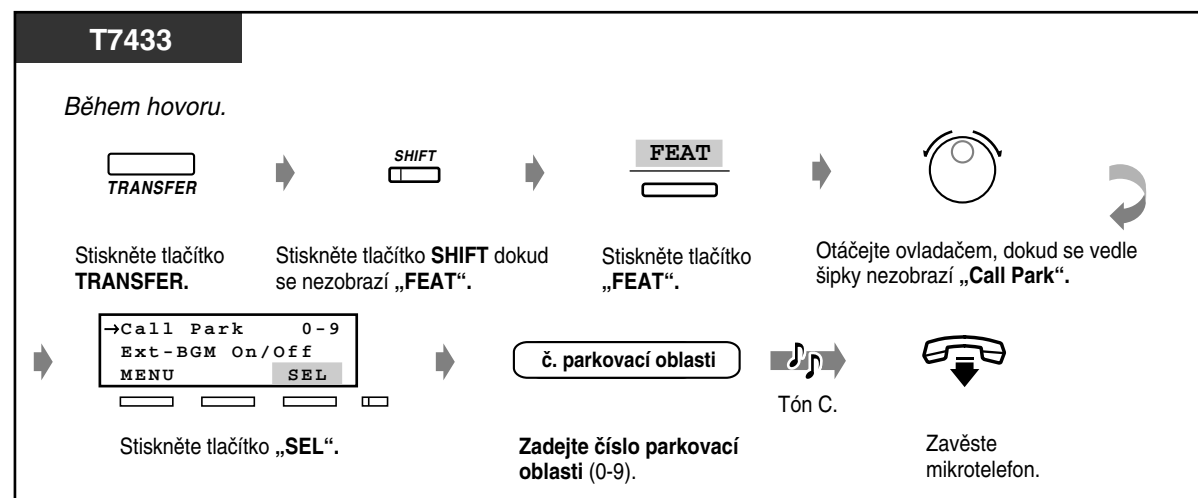 T7433
Během hovoru.
TRANSFER
SHIFT
FEAT
Stiskněte tlačítko
TRANSFER.
Stiskněte tlačítko SHIFT dokud
se nezobrazí „FEAT“.
Stiskněte tlačítko
„FEAT“.
Otáčejte ovladačem, dokud se vedle
šipky nezobrazí „Call Park“.
→Call Park 0-9
Ext-BGM On/Off
MENU SEL
Stiskněte tlačítko „SEL“.
č. parkovací oblasti
Zadejte číslo parkovací
oblasti (0-9).
Tón C.
Zavěste
mikrotelefon.